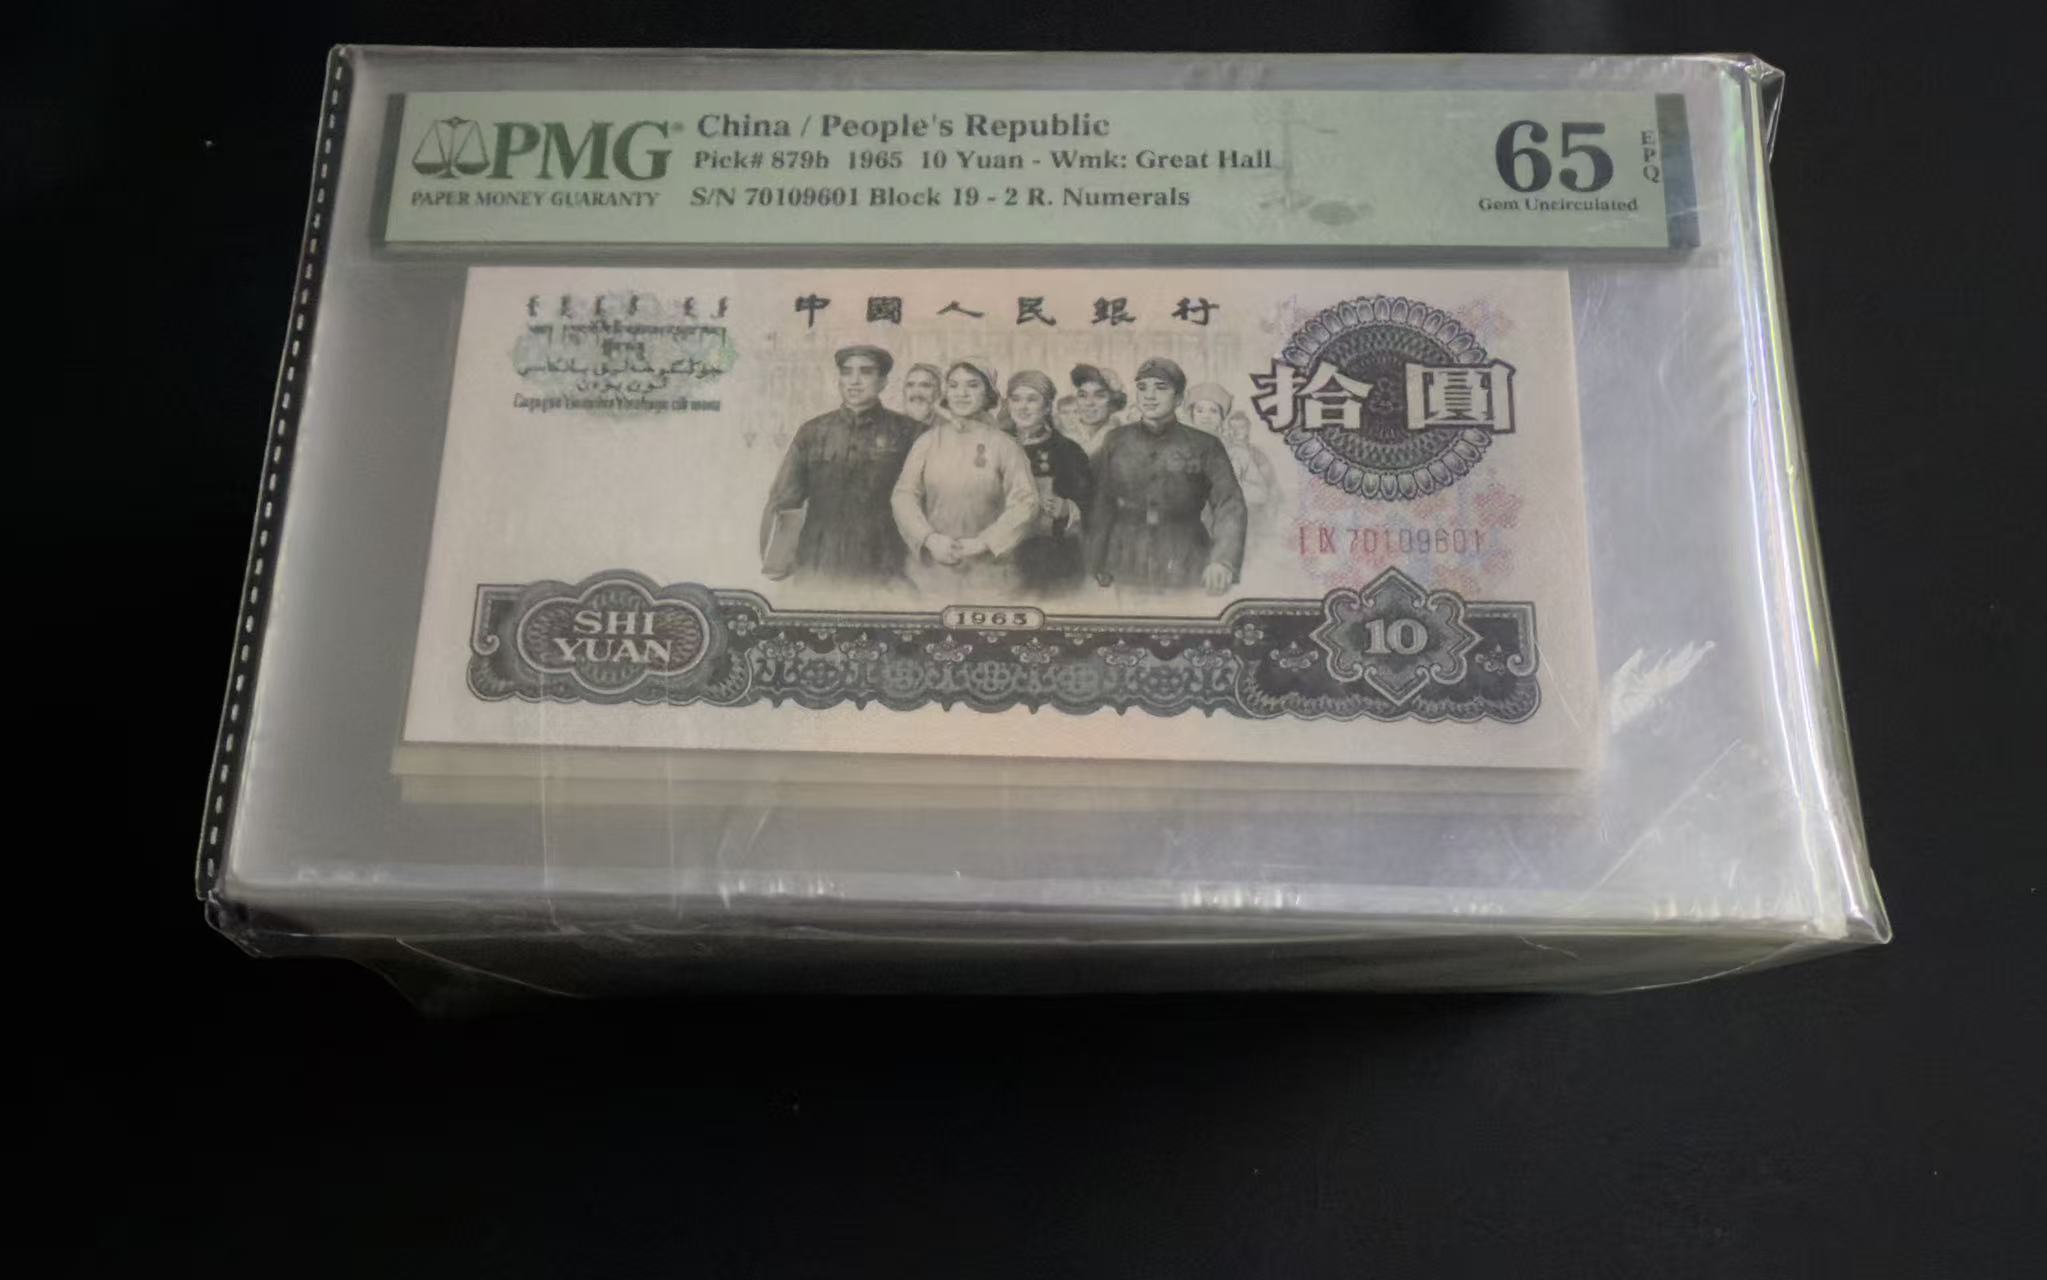 PMG
PAPER MONEY GUARANTY
China / People's Republic
Pick# 879b 1965 10 Yuan - Wmk: Great Hall
S/N 70109601 Block 19 - 2 R. Numerals
65
EPQ
Gem Uncirculated
中國人民銀行
拾圓
I IX 70109601
SHI
YUAN
1965
10